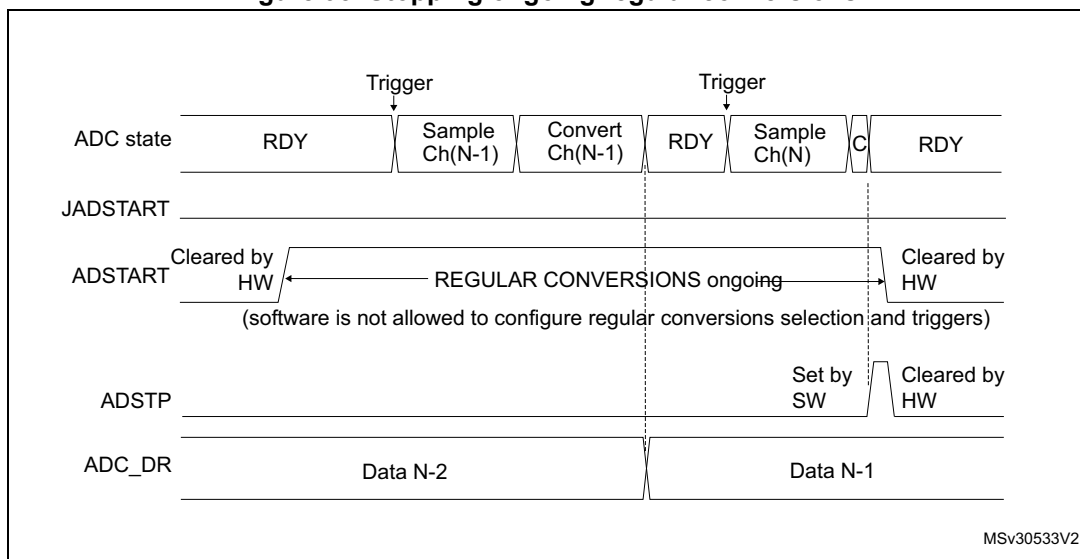 Trigger Trigger
ADC state RDY Sample Ch(N-1) Convert Ch(N-1) RDY Sample Ch(N) C RDY
JADSTART
ADSTART Cleared by HW REGULAR CONVERSIONS ongoing Cleared by HW
(software is not allowed to configure regular conversions selection and triggers)
ADSTP Set by SW Cleared by HW
ADC_DR Data N-2 Data N-1
MSv30533V2